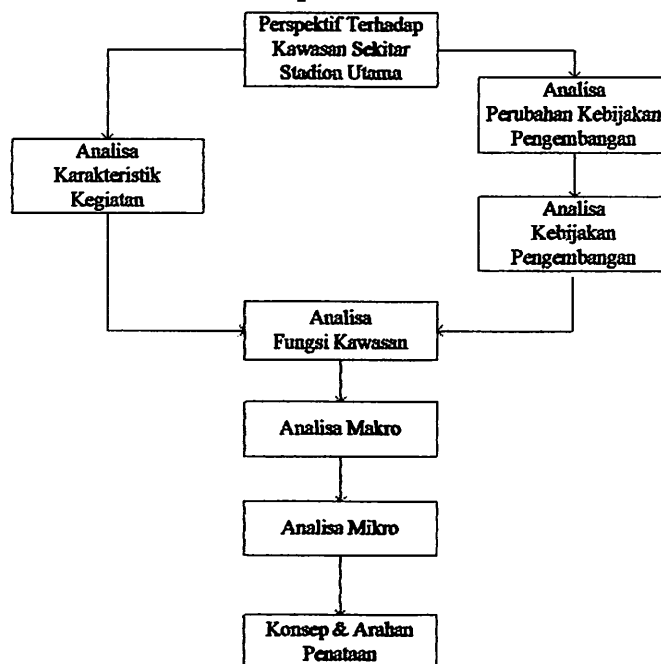 Perspektif Terhadap
Kawasan Sekitar
Stadion Utama
Analisa
Perubahan Kebijakan
Pengembangan
Analisa
Karakteristik
Kegiatan
Analisa
Kebijakan
Pengembangan
Analisa
Fungsi Kawasan
Analisa Makro
Analisa Mikro
Konsep & Arahan
Penataan